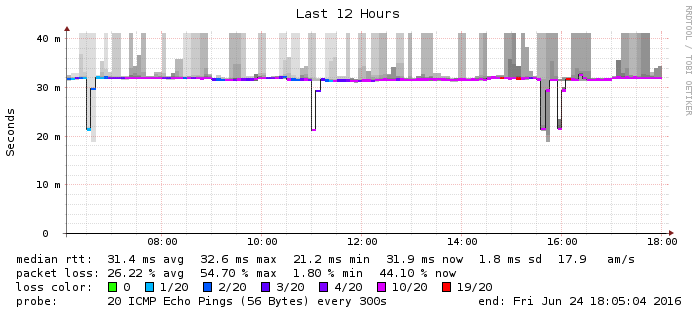 Last 12 Hours
RRDTOOL / TOBI OETIKER
Seconds
40 m
30 m
20 m
10 m
0
08:00 10:00 12:00 14:00 16:00 18:00
median rtt: 31.4 ms avg 32.6 ms max 21.2 ms min 31.9 ms now 1.8 ms sd 17.9 am/s
packet loss: 26.22 % avg 54.70 % max 1.80 % min 44.10 % now
loss color: 0 1/20 2/20 3/20 4/20 10/20 19/20
probe: 20 ICMP Echo Pings (56 Bytes) every 300s end: Fri Jun 24 18:05:04 2016